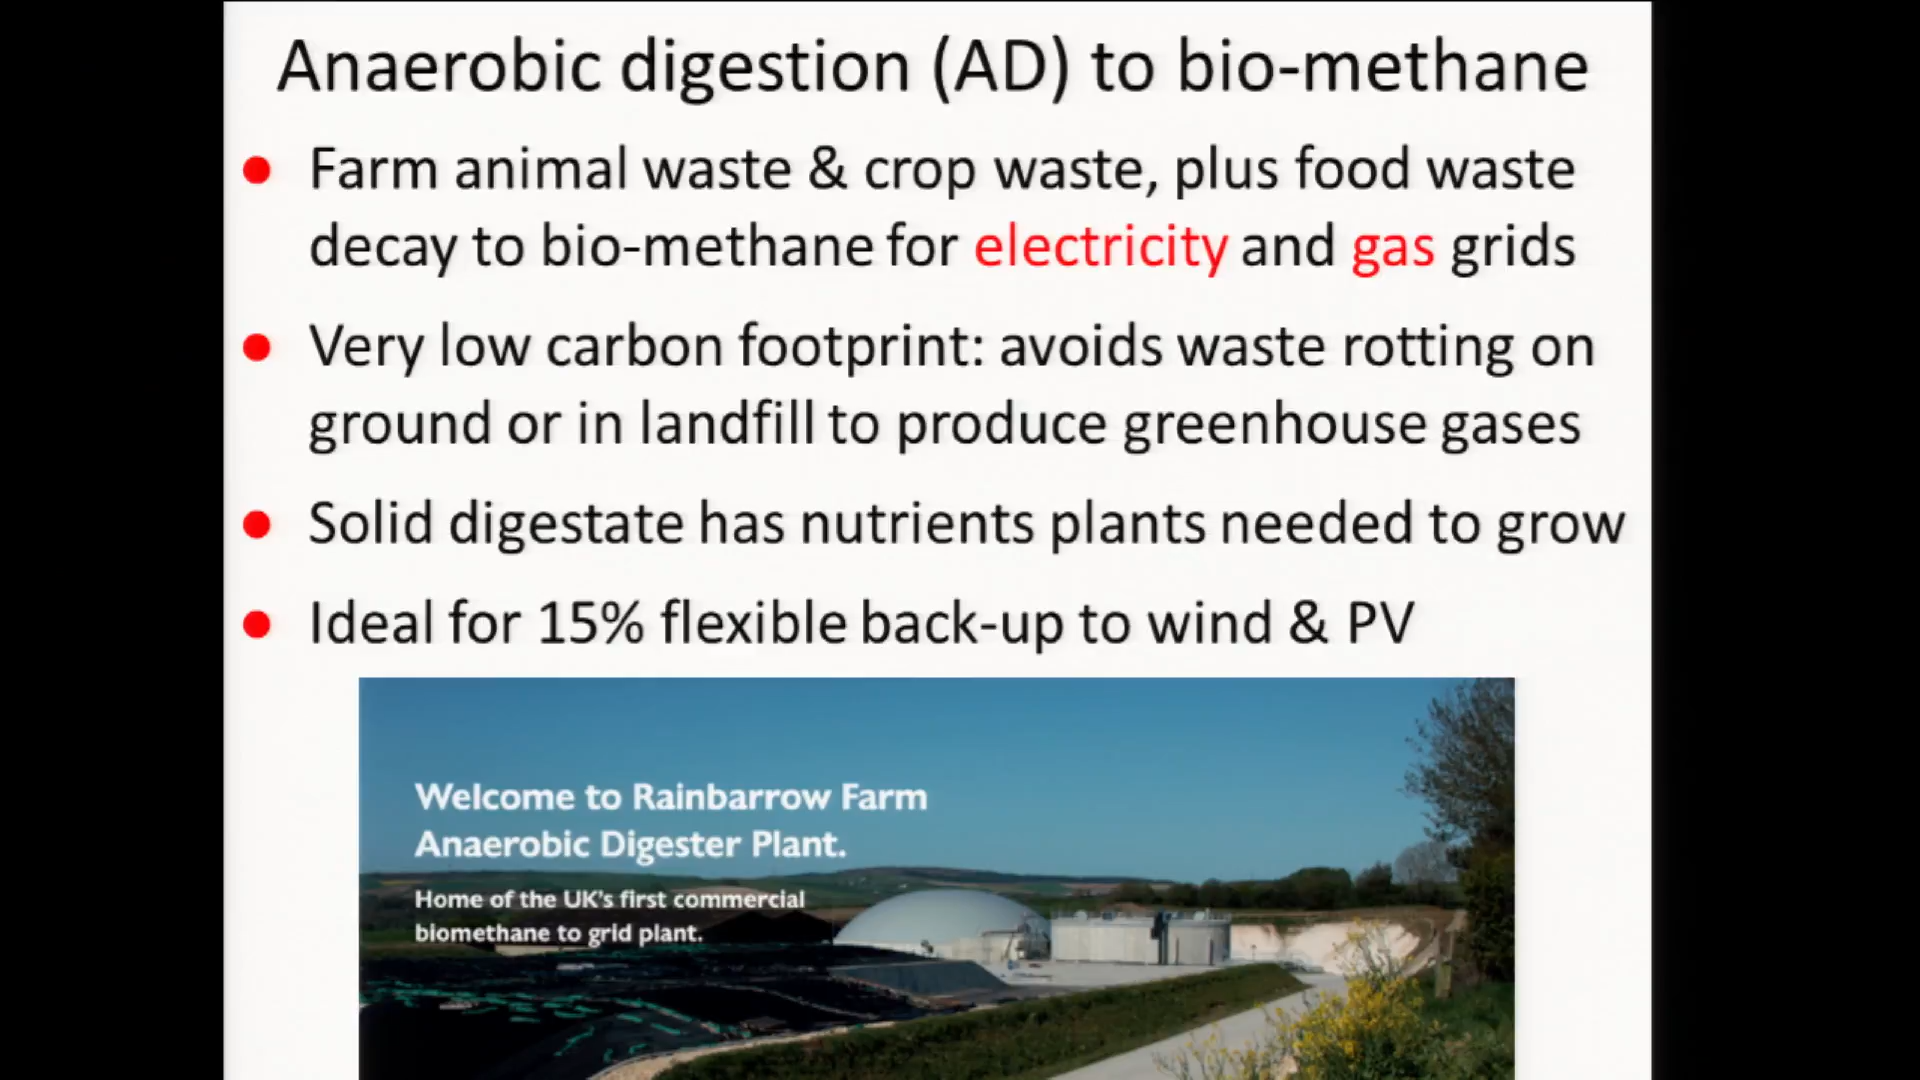 Anaerobic digestion (AD) to bio-methane
Farm animal waste & crop waste, plus food waste
decay to bio-methane for electricity and gas grids
Very low carbon footprint: avoids waste rotting on
ground or in landfill to produce greenhouse gases
Solid digestate has nutrients plants needed to grow
Ideal for 15% flexible back-up to wind & PV
Welcome to Rainbarrow Farm
Anaerobic Digester Plant.
Home of the UK's first commercial
biomethane to grid plant.